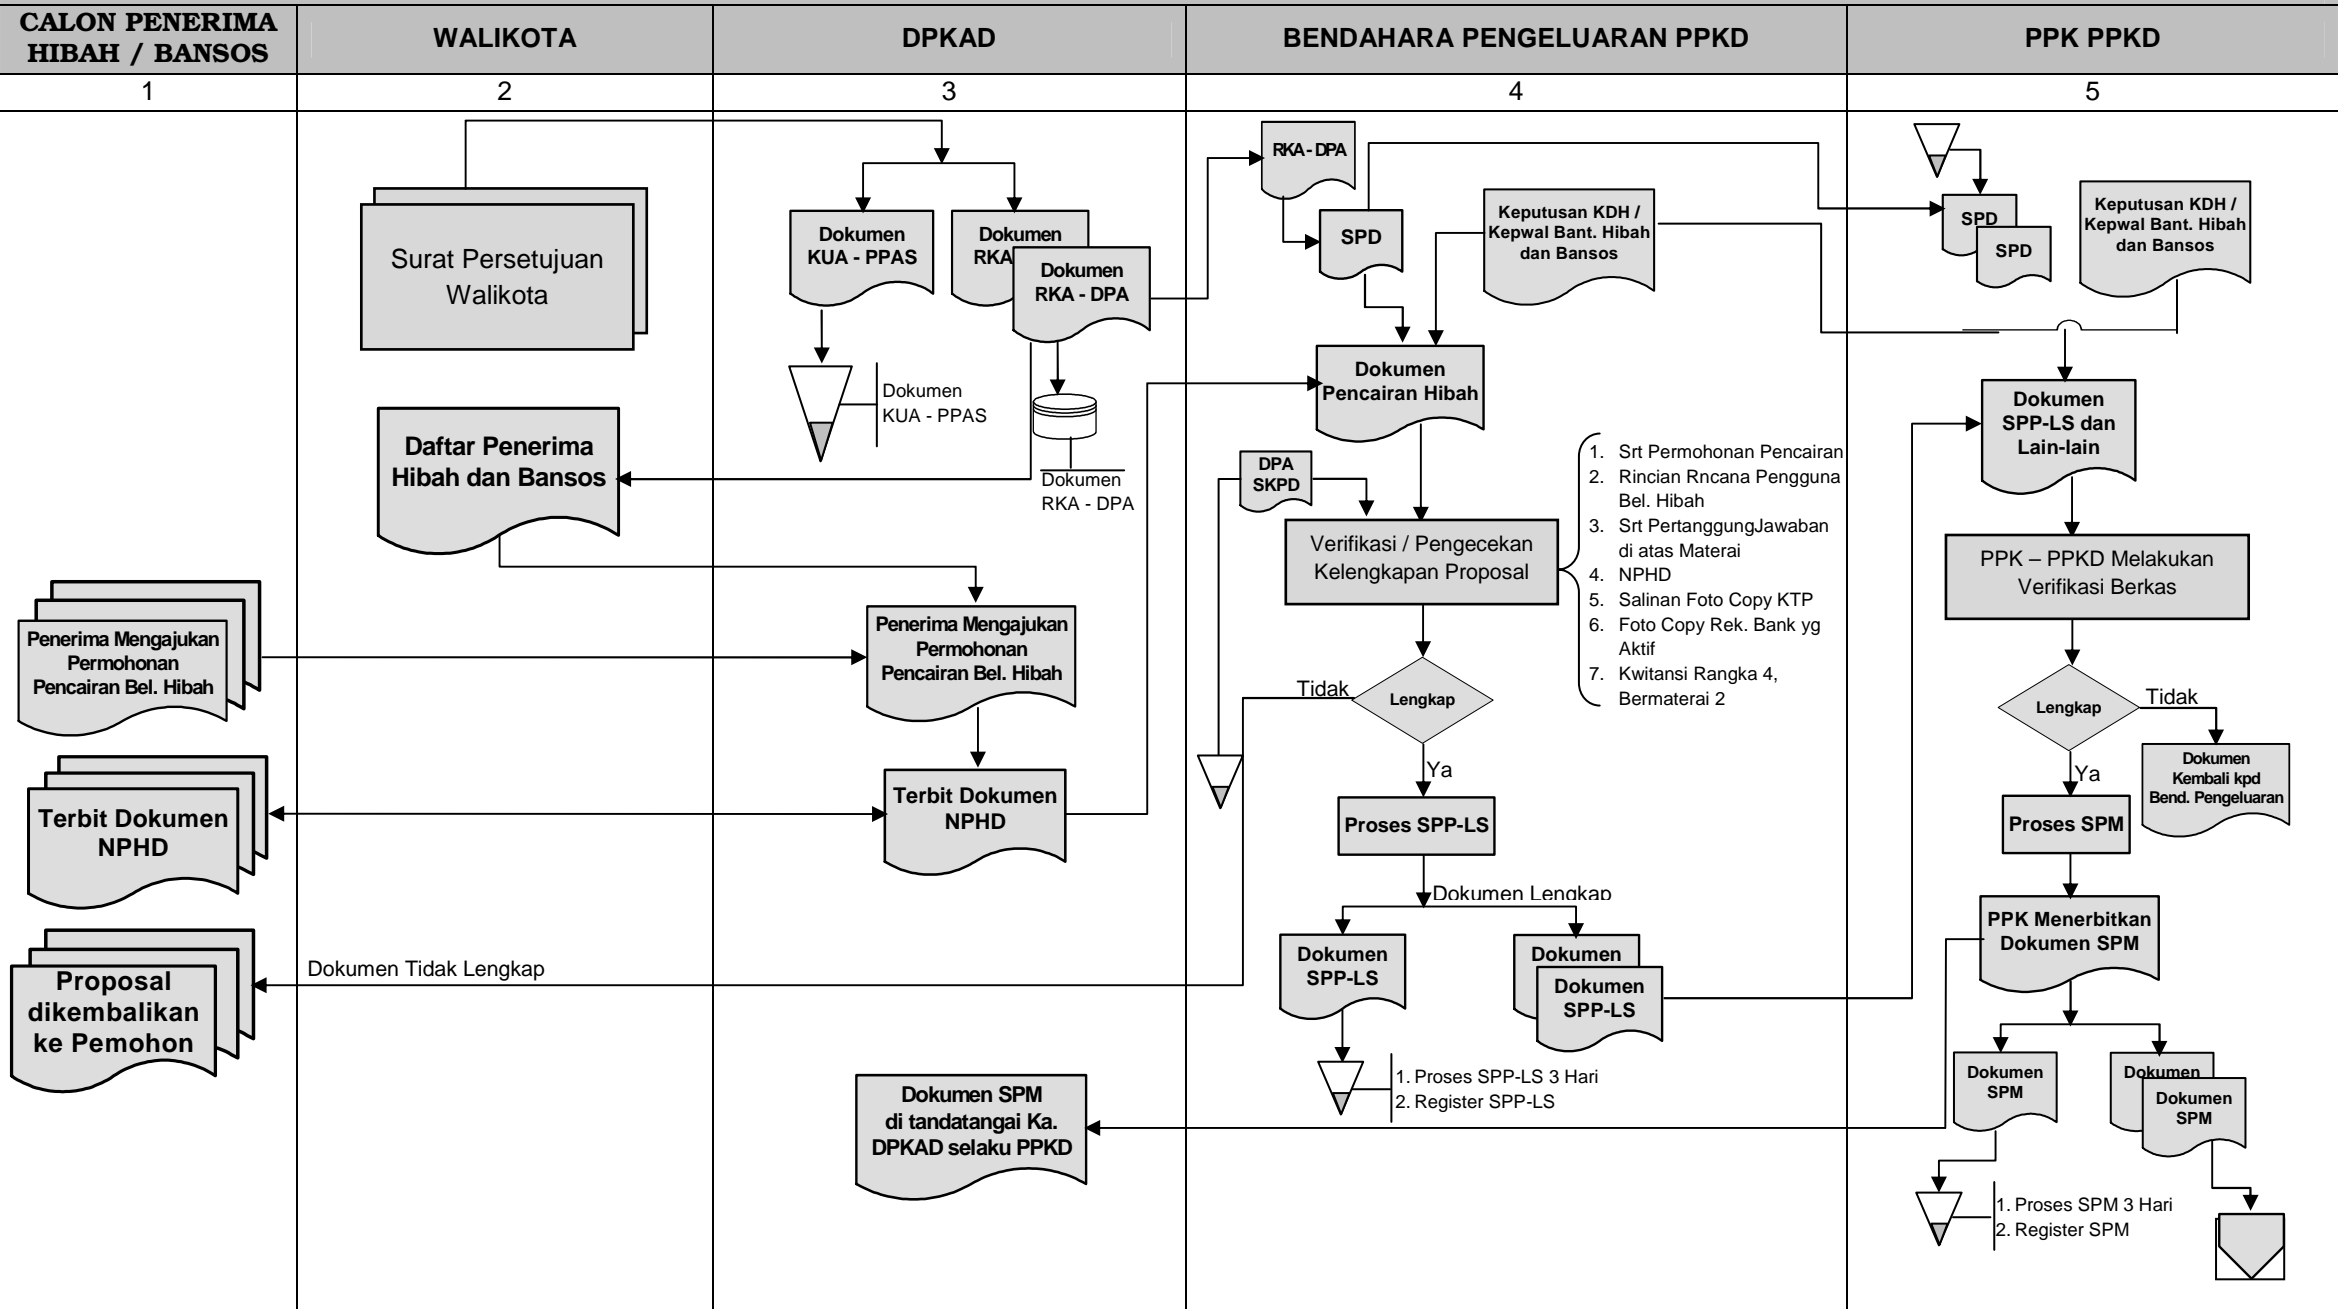 CALON PENERIMA
HIBAH / BANSOS
WALIKOTA
DPKAD
BENDAHARA PENGELUARAN PPKD
PPK PPKD
1
2
3
4
5
Penerima Mengajukan
Permohonan
Pencairan Bel. Hibah
Terbit Dokumen
NPHD
Proposal
dikembalikan
ke Pemohon
Surat Persetujuan
Walikota
Daftar Penerima
Hibah dan Bansos
Dokumen Tidak Lengkap
Dokumen
KUA - PPAS
Dokumen
RKA
Dokumen
RKA - DPA
Dokumen
KUA - PPAS
Dokumen
RKA - DPA
Penerima Mengajukan
Permohonan
Pencairan Bel. Hibah
Terbit Dokumen
NPHD
Dokumen SPM
di tandatangai Ka.
DPKAD selaku PPKD
RKA - DPA
SPD
Keputusan KDH /
Kepwal Bant. Hibah
dan Bansos
Dokumen
Pencairan Hibah
DPA
SKPD
Verifikasi / Pengecekan
Kelengkapan Proposal
1. Srt Permohonan Pencairan
2. Rincian Rncana Pengguna
Bel. Hibah
3. Srt PertanggungJawaban
di atas Materai
4. NPHD
5. Salinan Foto Copy KTP
6. Foto Copy Rek. Bank yg
Aktif
7. Kwitansi Rangka 4,
Bermaterai 2
Tidak
Lengkap
Ya
Proses SPP-LS
Dokumen Lengkap
Dokumen
SPP-LS
Dokumen
Dokumen
SPP-LS
1. Proses SPP-LS 3 Hari
2. Register SPP-LS
SPD
SPD
Keputusan KDH /
Kepwal Bant. Hibah
dan Bansos
Dokumen
SPP-LS dan
Lain-lain
PPK – PPKD Melakukan
Verifikasi Berkas
Lengkap
Tidak
Dokumen
Kembali kpd
Bend. Pengeluaran
Ya
Proses SPM
PPK Menerbitkan
Dokumen SPM
Dokumen
SPM
Dokumen
Dokumen
SPM
1. Proses SPM 3 Hari
2. Register SPM